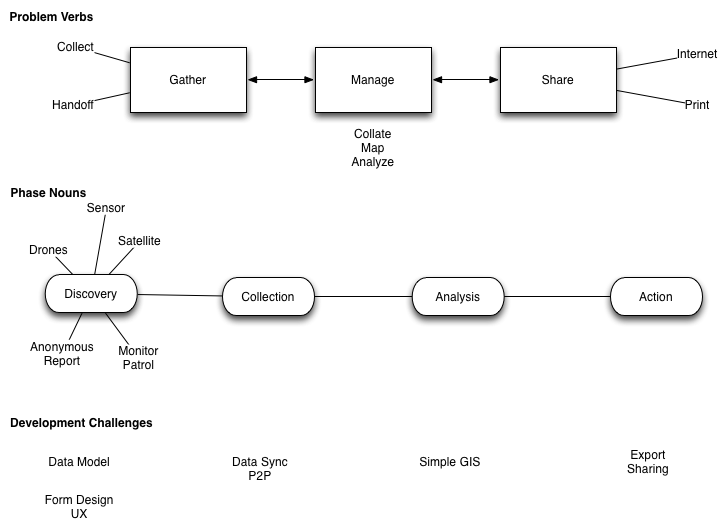 Problem Verbs
Collect
Internet
Gather
Manage
Share
Handoff
Print
Collate
Map
Analyze
Phase Nouns
Sensor
Drones
Satellite
Discovery
Collection
Analysis
Action
Anonymous
Report
Monitor
Patrol
Development Challenges
Data Model
Data Sync
P2P
Simple GIS
Export
Sharing
Form Design
UX